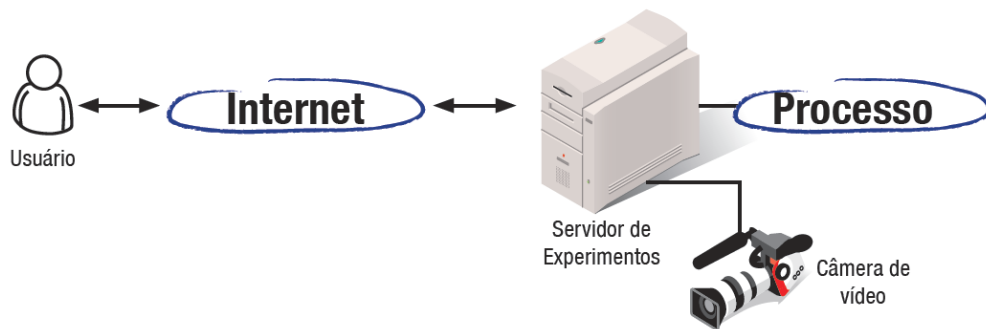 Usuário
Internet
Servidor de
Experimentos
Processo
Câmera de
vídeo